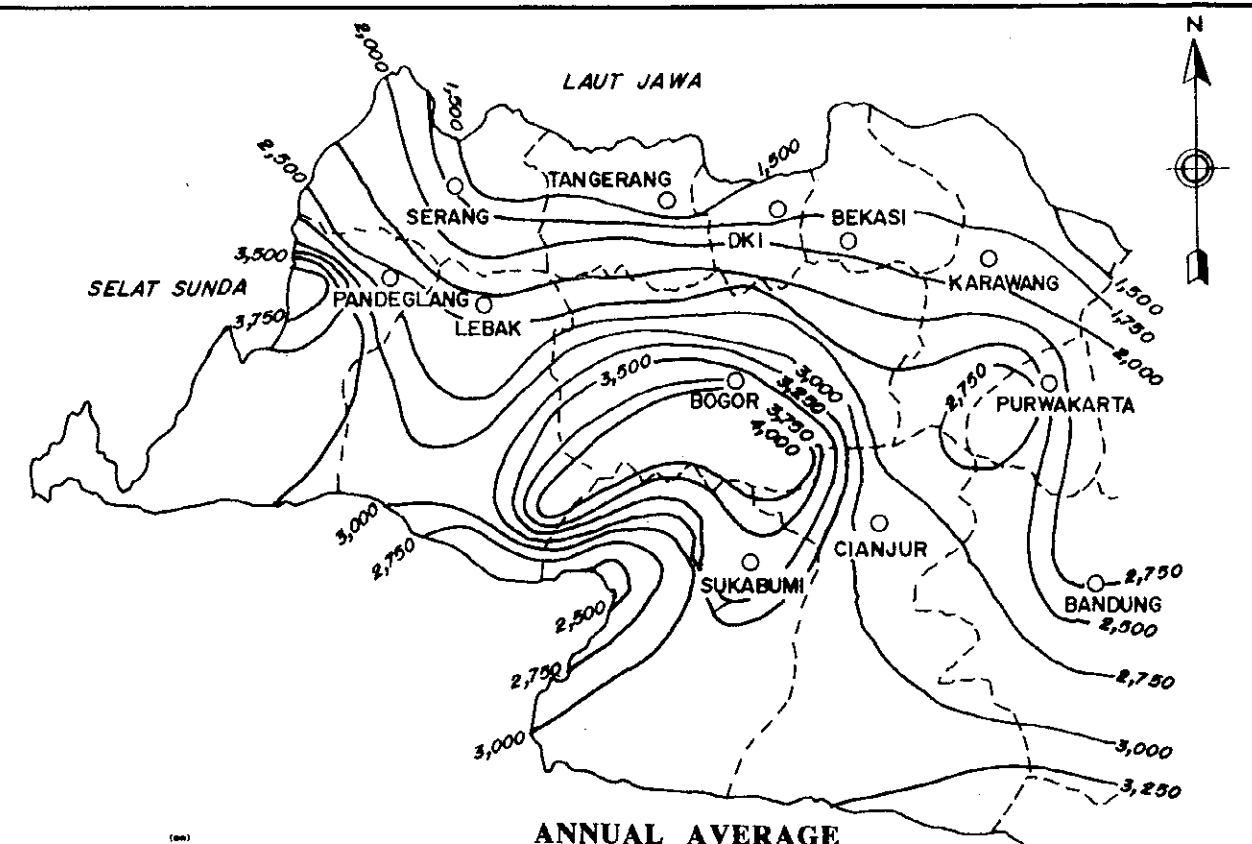 N
2,000
1,500
LAUT JAWA
2,500
TANGERANG
1,500
SERANG
BEKASI
DKI
3,500
KARAWANG
SELAT SUNDA
PANDEGLANG
LEBAK
3,750
1,500
1,750
2,000
3,500
3,000
3,250
2,750
BOGOR
PURWAKARTA
3,750
4,000
3,000
2,750
CIANJUR
SUKABUMI
2,750
BANDUNG
2,500
2,500
2,750
2,750
3,000
3,000
3,250
ANNUAL AVERAGE